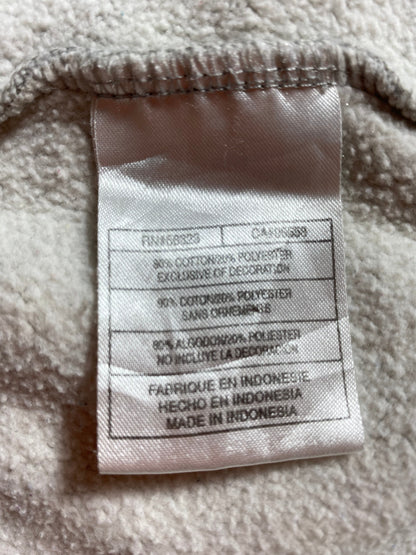 RN#56323 CA#05553
80% COTTON/20% POLYESTER
EXCLUSIVE OF DECORATION
80% COTON/20% POLYESTER
SANS ORNEMENTS
80% ALGODON/20% POLIESTER
NO INCLUYE LA DECORACION
FABRIQUE EN INDONESIE
HECHO EN INDONESIA
MADE IN INDONESIA